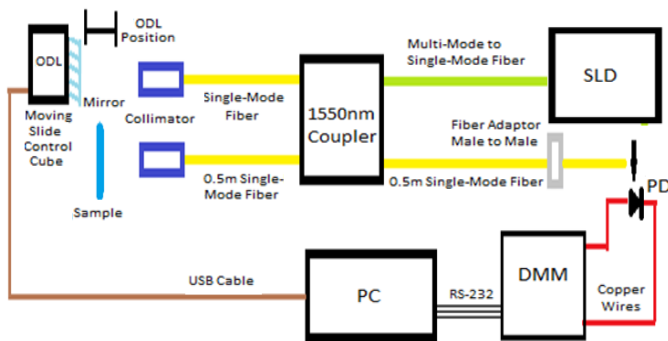 ODL
Position
ODL
Mirror
Moving
Slide
Control
Cube
Sample
Collimator
Single-Mode
Fiber
0.5m Single-
Mode Fiber
1550nm
Coupler
Multi-Mode to
Single-Mode Fiber
SLD
Fiber Adaptor
Male to Male
0.5m Single-Mode Fiber
PD
USB Cable
PC
RS-232
DMM
Copper
Wires